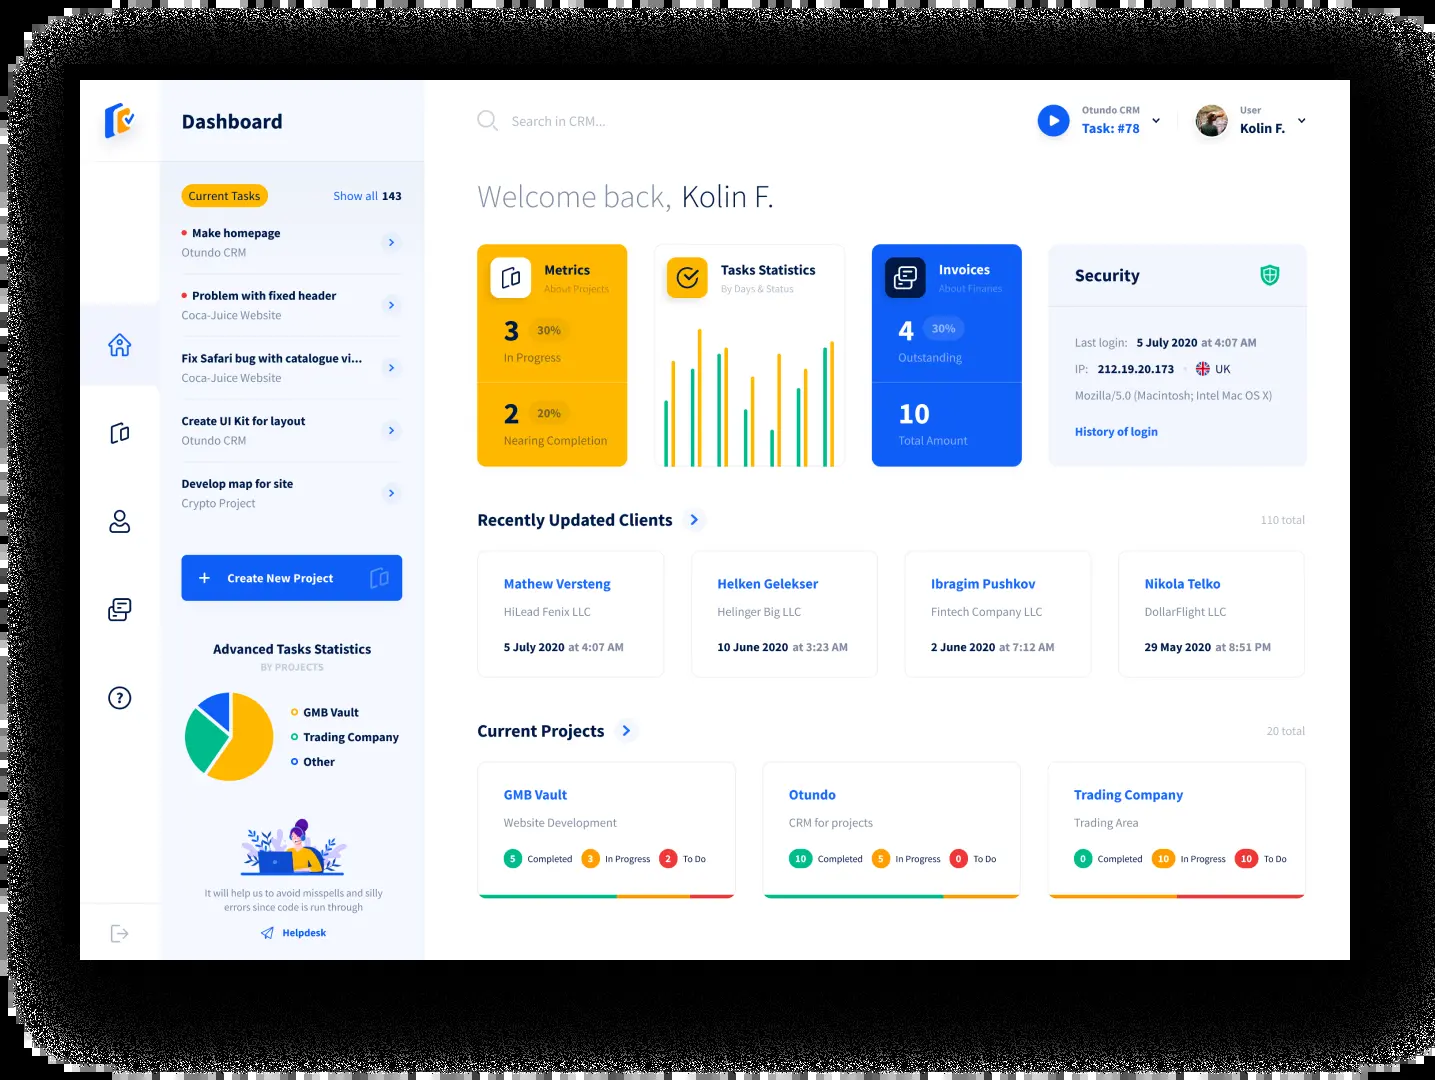 Dashboard
Search in CRM...
Otundo CRM
Task: #78
User
Kolin F.
Current Tasks
Show all 143
Make homepage
Otundo CRM
Problem with fixed header
Coca-Juice Website
Fix Safari bug with catalogue vi...
Coca-Juice Website
Create UI Kit for layout
Otundo CRM
Develop map for site
Crypto Project
+ Create New Project
Advanced Tasks Statistics
BY PROJECTS
GMB Vault
Trading Company
Other
It will help us to avoid misspells and silly
errors since code is run through
Helpdesk
Welcome back, Kolin F.
Metrics
About Projects
3 30%
In Progress
2 20%
Nearing Completion
Tasks Statistics
By Days & Status
Invoices
About Finanes
4 30%
Outstanding
10
Total Amount
Security
Last login: 5 July 2020 at 4:07 AM
IP: 212.19.20.173 UK
Mozilla/5.0 (Macintosh; Intel Mac OS X)
History of login
Recently Updated Clients
110 total
Mathew Versteng
HiLead Fenix LLC
5 July 2020 at 4:07 AM
Helken Gelekser
Helinger Big LLC
10 June 2020 at 3:23 AM
Ibragim Pushkov
Fintech Company LLC
2 June 2020 at 7:12 AM
Nikola Telko
DollarFlight LLC
29 May 2020 at 8:51 PM
Current Projects
20 total
GMB Vault
Website Development
5 Completed 3 In Progress 2 To Do
Otundo
CRM for projects
10 Completed 5 In Progress 0 To Do
Trading Company
Trading Area
0 Completed 10 In Progress 10 To Do